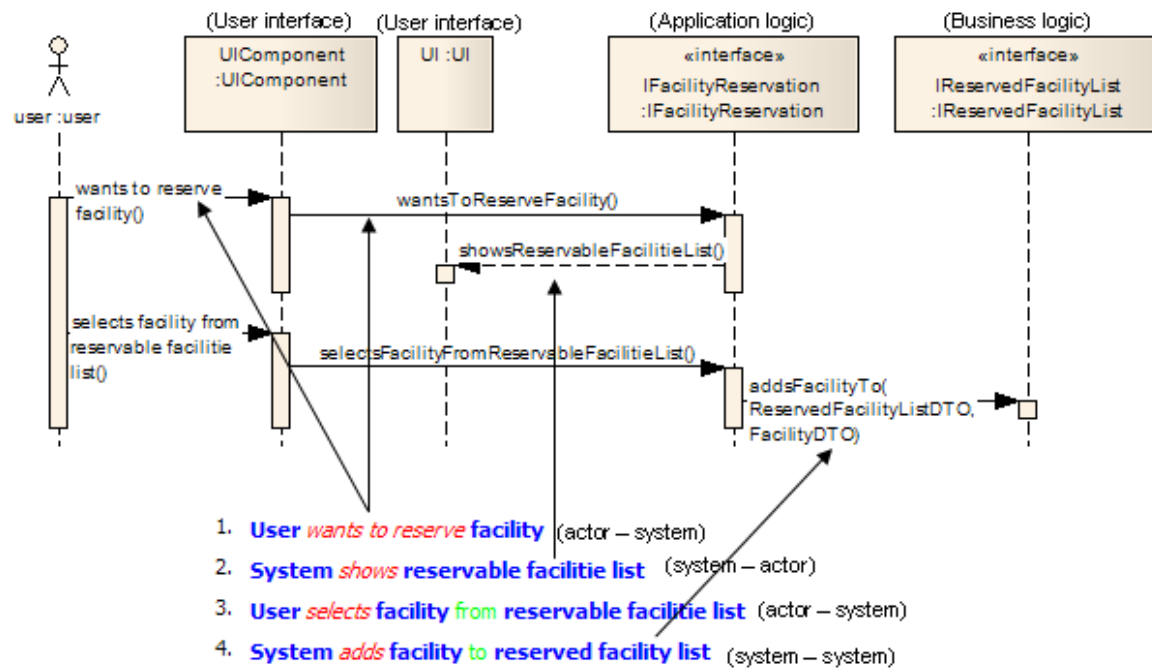 (User interface)
(User interface)
(Application logic)
(Business logic)
UIComponent
:UIComponent
UI :UI
«interface»
IFacilityReservation
:IFacilityReservation
«interface»
IReservedFacilityList
:IReservedFacilityList
user :user
wants to reserve
facility()
wantsToReserveFacility()
showsReservableFacilitieList()
selects facility from
reservable facilitie
list()
selectsFacilityFromReservableFacilitieList()
addsFacilityTo(
ReservedFacilityListDTO,
FacilityDTO)
1. User wants to reserve facility (actor – system)
2. System shows reservable facilitie list (system – actor)
3. User selects facility from reservable facilitie list (actor – system)
4. System adds facility to reserved facility list (system – system)